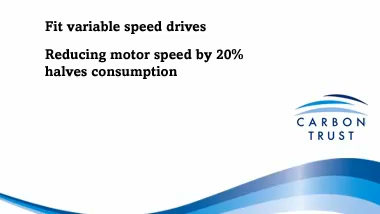 Fit variable speed drives
Reducing motor speed by 20%
halves consumption
CARBON
TRUST